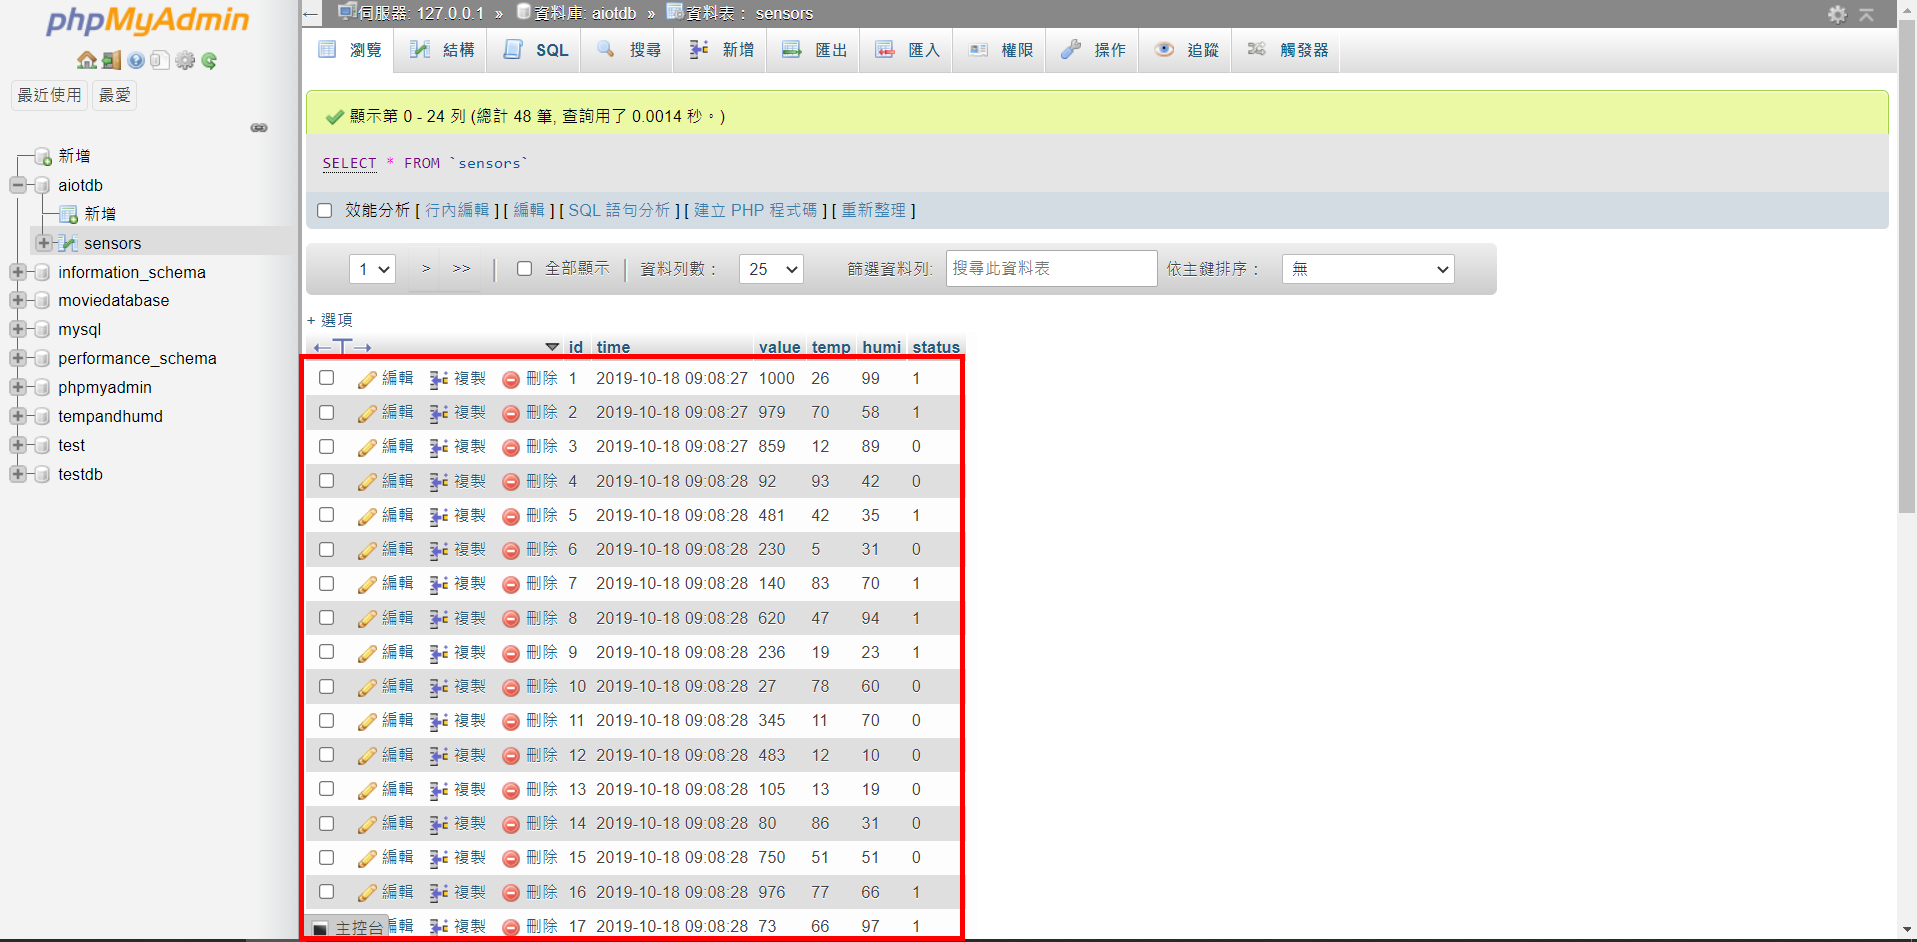 phpMyAdmin
最近使用 最愛
新增
aiotdb
新增
sensors
information_schema
moviedatabase
mysql
performance_schema
phpmyadmin
tempandhumd
test
testdb
伺服器: 127.0.0.1 » 資料庫: aiotdb » 資料表： sensors
瀏覽 結構 SQL 搜尋 新增 匯出 匯入 權限 操作 追蹤 觸發器
顯示第 0 - 24 列 (總計 48 筆, 查詢用了 0.0014 秒。)
SELECT * FROM `sensors`
效能分析 [ 行內編輯 ] [ 編輯 ] [ SQL 語句分析 ] [ 建立 PHP 程式碼 ] [ 重新整理 ]
1 > >> | 全部顯示 | 資料列數： 25 篩選資料列: 搜尋此資料表 依主鍵排序： 無
+ 選項
←T→ id time value temp humi status
編輯 複製 刪除 1 2019-10-18 09:08:27 1000 26 99 1
編輯 複製 刪除 2 2019-10-18 09:08:27 979 70 58 1
編輯 複製 刪除 3 2019-10-18 09:08:27 859 12 89 0
編輯 複製 刪除 4 2019-10-18 09:08:28 92 93 42 0
編輯 複製 刪除 5 2019-10-18 09:08:28 481 42 35 1
編輯 複製 刪除 6 2019-10-18 09:08:28 230 5 31 0
編輯 複製 刪除 7 2019-10-18 09:08:28 140 83 70 1
編輯 複製 刪除 8 2019-10-18 09:08:28 620 47 94 1
編輯 複製 刪除 9 2019-10-18 09:08:28 236 19 23 1
編輯 複製 刪除 10 2019-10-18 09:08:28 27 78 60 0
編輯 複製 刪除 11 2019-10-18 09:08:28 345 11 70 0
編輯 複製 刪除 12 2019-10-18 09:08:28 483 12 10 0
編輯 複製 刪除 13 2019-10-18 09:08:28 105 13 19 0
編輯 複製 刪除 14 2019-10-18 09:08:28 80 86 31 0
編輯 複製 刪除 15 2019-10-18 09:08:28 750 51 51 0
編輯 複製 刪除 16 2019-10-18 09:08:28 976 77 66 1
主控台 編輯 複製 刪除 17 2019-10-18 09:08:28 73 66 97 1